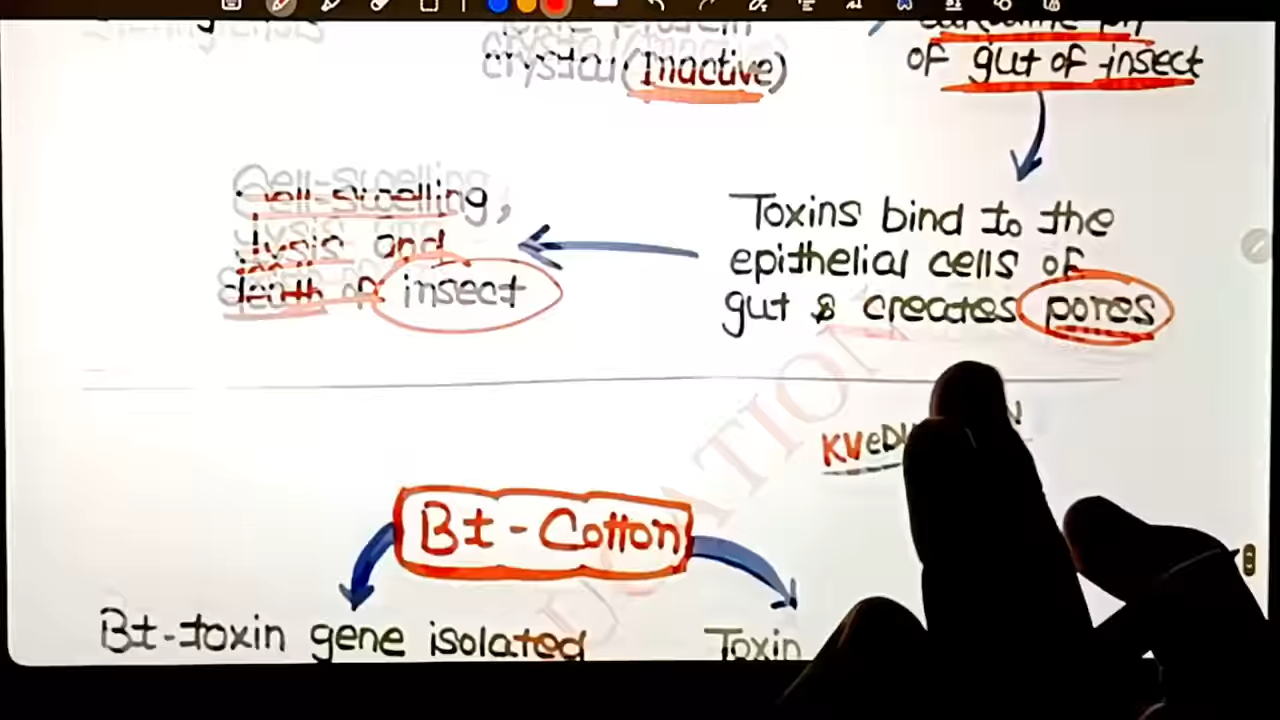 crystal (Inactive)
of gut of insect
Toxins bind to the
epithelial cells of
gut & creates pores
Cell-swelling,
lysis and
death of insect
Bt-Cotton
Bt-toxin gene isolated
Toxin